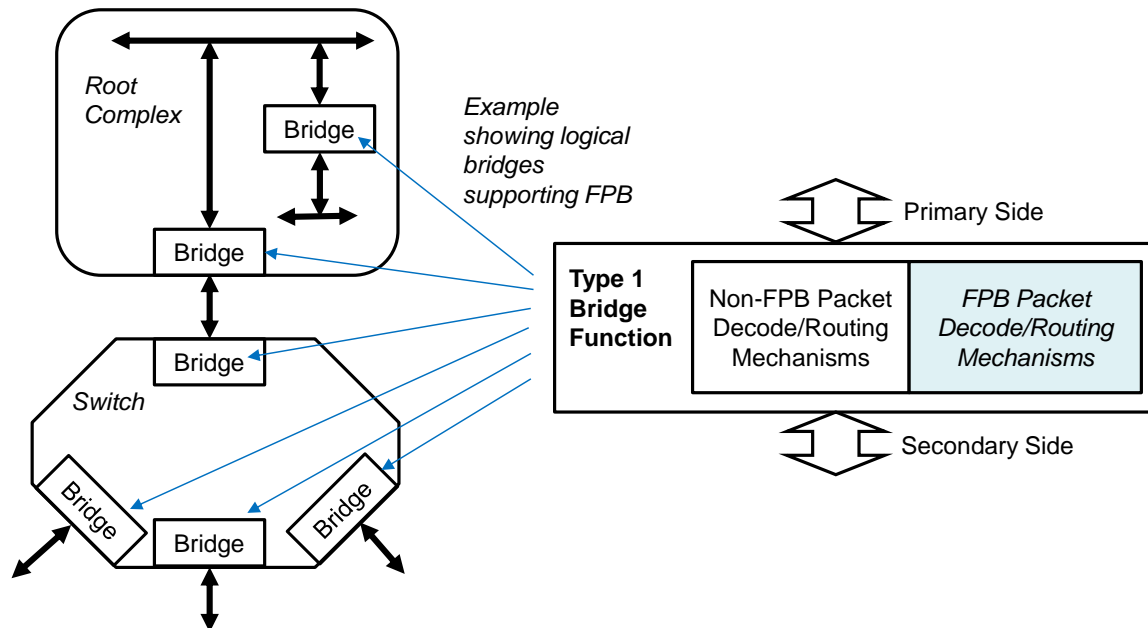 Root
Complex
Bridge
Bridge
Example
showing logical
bridges
supporting FPB
Primary Side
Type 1
Bridge
Function
Non-FPB Packet
Decode/Routing
Mechanisms
FPB Packet
Decode/Routing
Mechanisms
Secondary Side
Bridge
Switch
Bridge
Bridge
Bridge